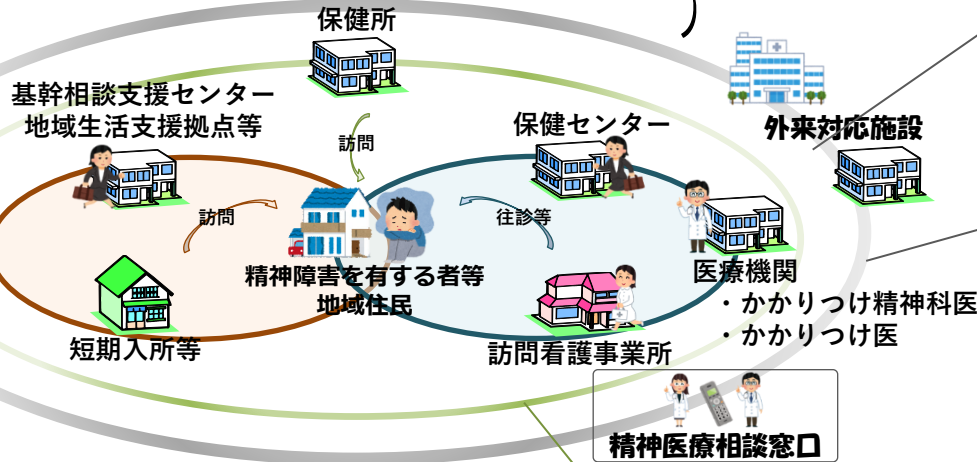 保健所
基幹相談支援センター
地域生活支援拠点等
訪問
保健センター
外来対応施設
訪問
往診等
精神障害を有する者等
地域住民
医療機関
・かかりつけ精神科医
・かかりつけ医
短期入所等
訪問看護事業所
精神医療相談窓口